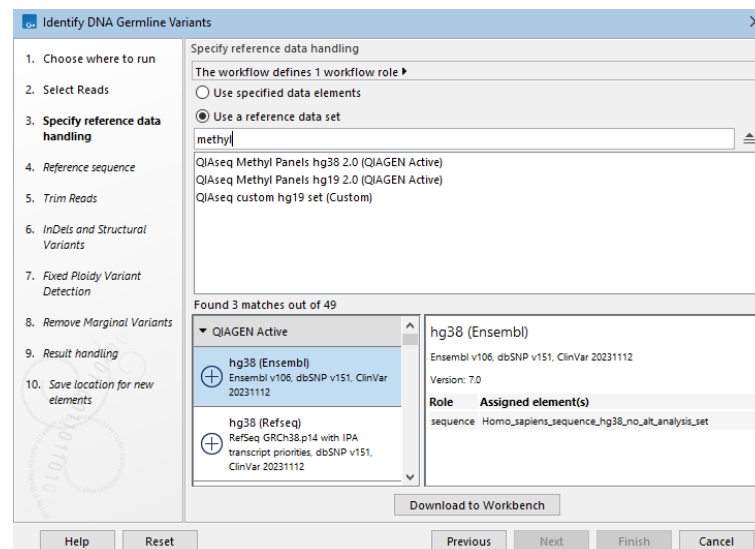 Identify DNA Germline Variants
1. Choose where to run
2. Select Reads
3. Specify reference data
handling
4. Reference sequence
5. Trim Reads
6. InDels and Structural
Variants
7. Fixed Ploidy Variant
Detection
8. Remove Marginal Variants
9. Result handling
10. Save location for new
elements
Specify reference data handling
The workflow defines 1 workflow role
Use specified data elements
Use a reference data set
methyl
QIAseq Methyl Panels hg38 2.0 (QIAGEN Active)
QIAseq Methyl Panels hg19 2.0 (QIAGEN Active)
QIAseq custom hg19 set (Custom)
Found 3 matches out of 49
QIAGEN Active
hg38 (Ensembl)
Ensembl v106, dbSNP v151, ClinVar
20231112
hg38 (Refseq)
RefSeq GRCh38.p14 with IPA
transcript priorities, dbSNP v151,
ClinVar 20231112
hg38 (Ensembl)
Ensembl v106, dbSNP v151, ClinVar 20231112
Version: 7.0
Role Assigned element(s)
sequence Homo_sapiens_sequence_hg38_no_alt_analysis_set
Download to Workbench
Help Reset Previous Next Finish Cancel